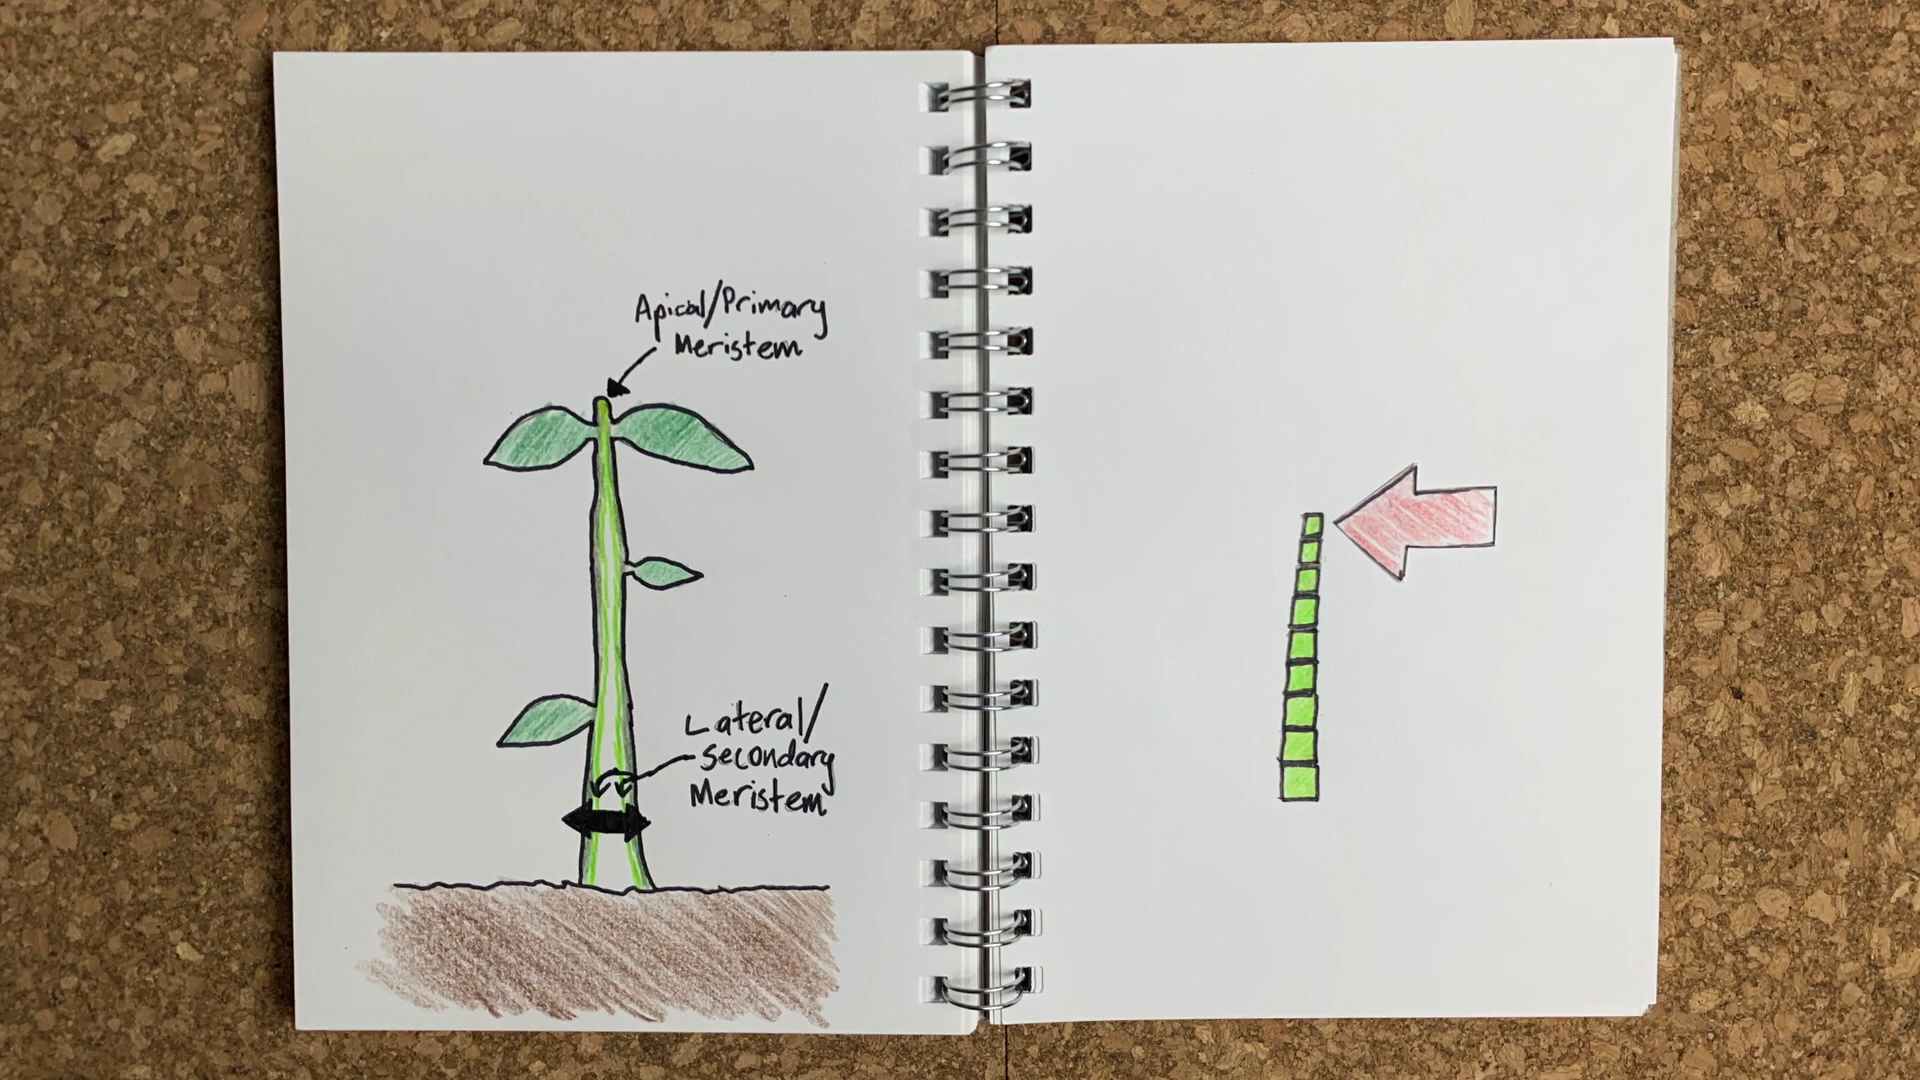 Apical/Primary
Meristem
Lateral/
secondary
Meristem